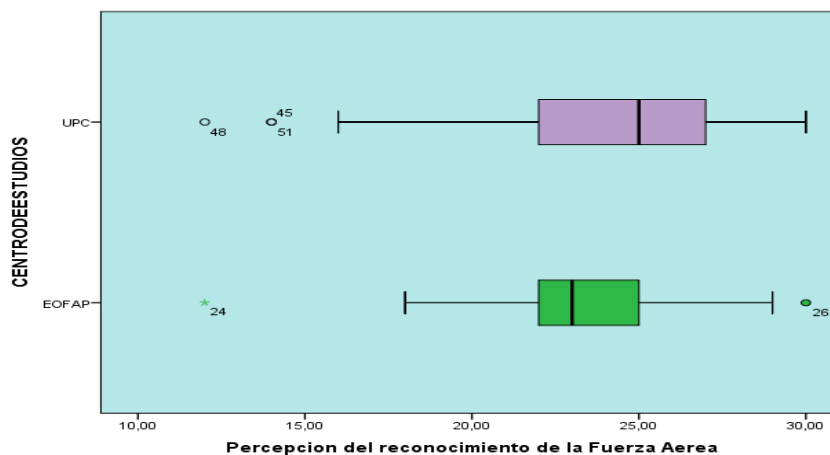 CENTRODEESTUDIOS
UPC
45
48
51
EOFAP
24
26
10,00 15,00 20,00 25,00 30,00
Percepcion del reconocimiento de la Fuerza Aerea